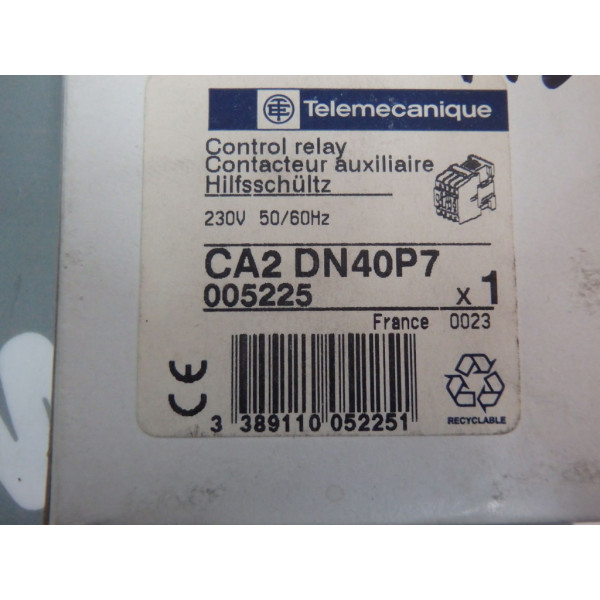 Telemecanique
Control relay
Contacteur auxiliaire
Hilfsschültz
230V 50/60Hz
CA2 DN40P7
005225 x 1
France 0023
CE
3 389110 052251
RECYCLABLE